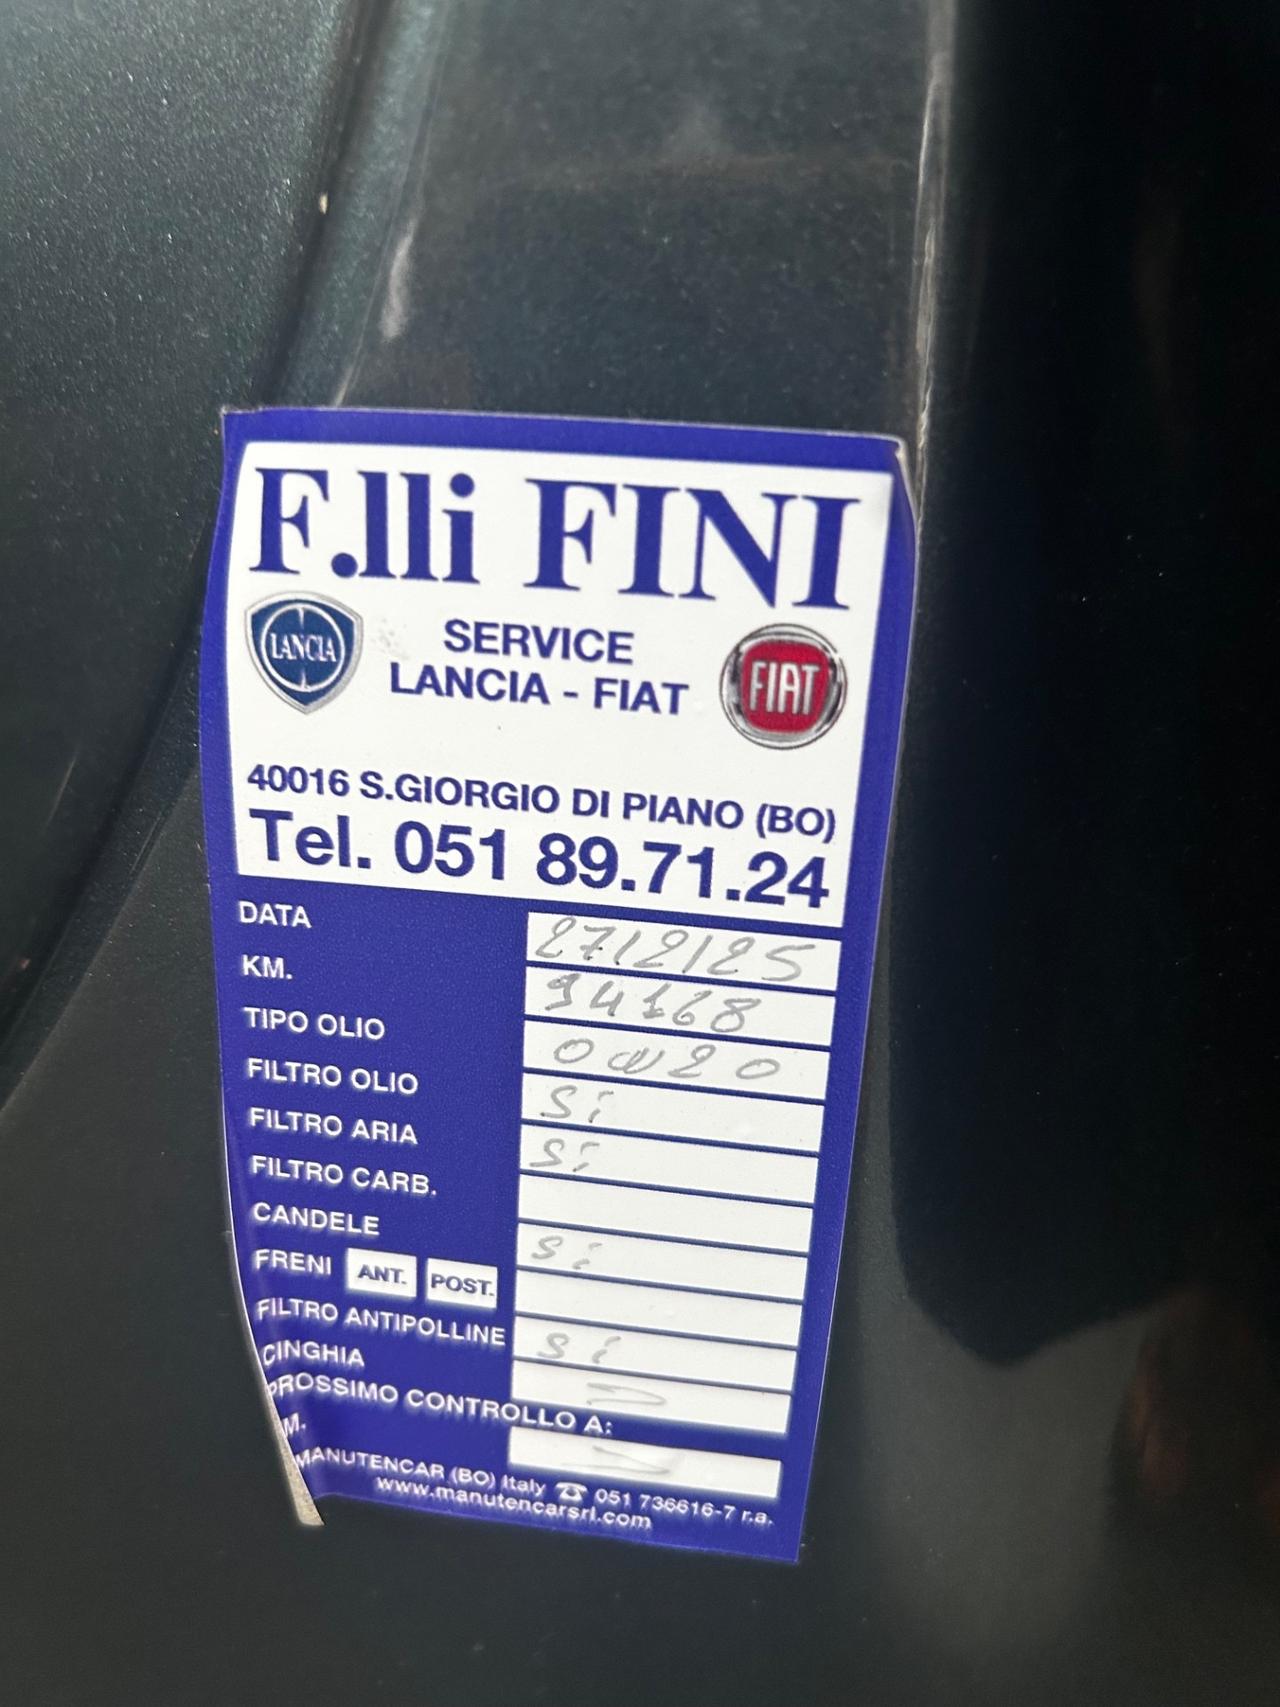 F.lli FINI
LANCIA
SERVICE
LANCIA - FIAT
FIAT
40016 S.GIORGIO DI PIANO (BO)
Tel. 051 89.71.24
DATA 27/2/25
KM. 94168
TIPO OLIO 0W20
FILTRO OLIO Si
FILTRO ARIA Si
FILTRO CARB.
CANDELE Si
FRENI ANT. POST.
FILTRO ANTIPOLLINE Si
CINGHIA
PROSSIMO CONTROLLO A:
M.
MANUTENCAR (BO) Italy ☎ 051 736616-7 r.a.
www.manutencarsrl.com